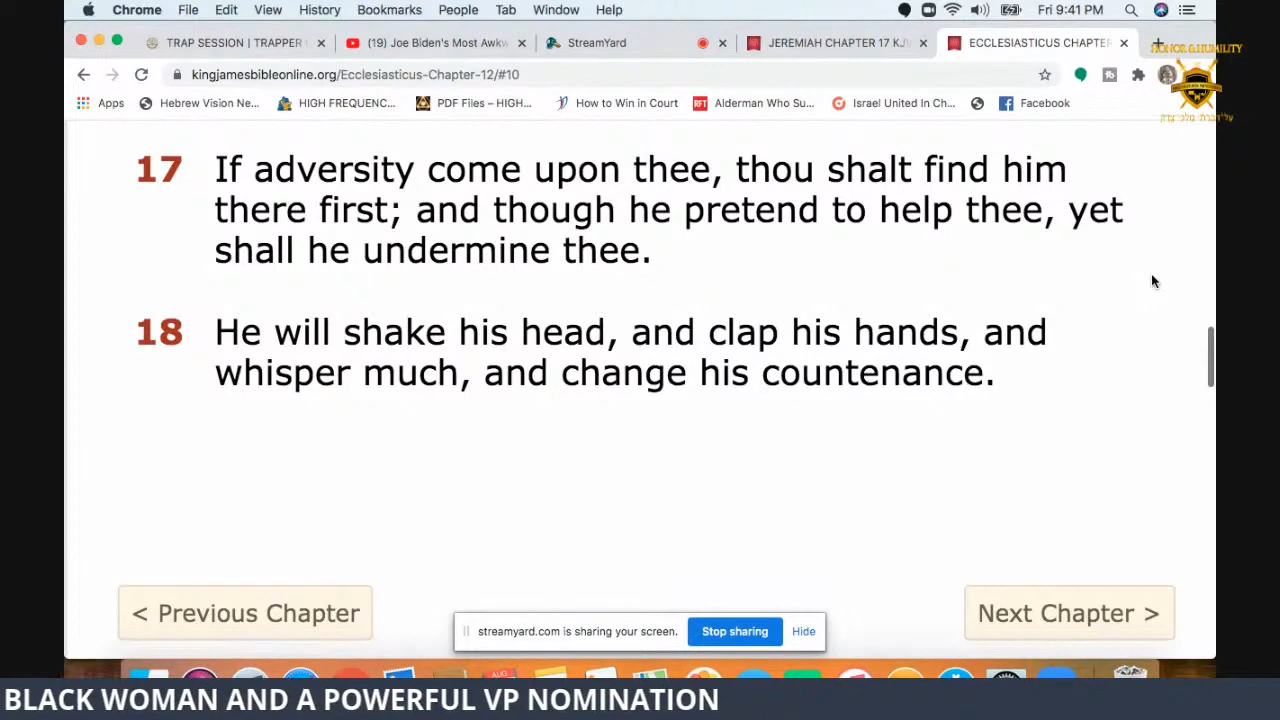 Chrome File Edit View History Bookmarks People Tab Window Help Fri 9:41 PM
TRAP SESSION | TRAPPER (19) Joe Biden's Most Awkw StreamYard JEREMIAH CHAPTER 17 KJV ECCLESIASTICUS CHAPTER
HONOR & HUMILITY
kingjamesbibleonline.org/Ecclesiasticus-Chapter-12/#10
Apps Hebrew Vision Ne... HIGH FREQUENC... PDF Files – HIGH... How to Win in Court RFT Alderman Who Su... Israel United In Ch... Facebook
17 If adversity come upon thee, thou shalt find him
there first; and though he pretend to help thee, yet
shall he undermine thee.
18 He will shake his head, and clap his hands, and
whisper much, and change his countenance.
< Previous Chapter Next Chapter >
streamyard.com is sharing your screen. Stop sharing Hide
AUG
BLACK WOMAN AND A POWERFUL VP NOMINATION